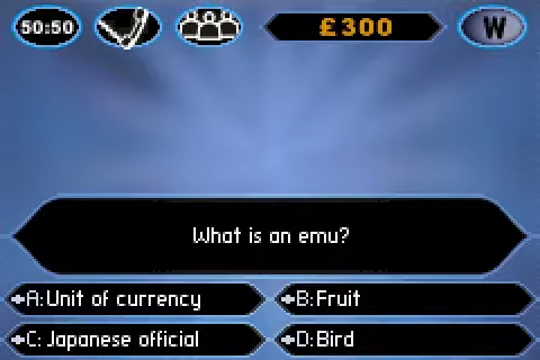 50:50 £300 W
What is an emu?
A:Unit of currency B:Fruit
C:Japanese official D:Bird